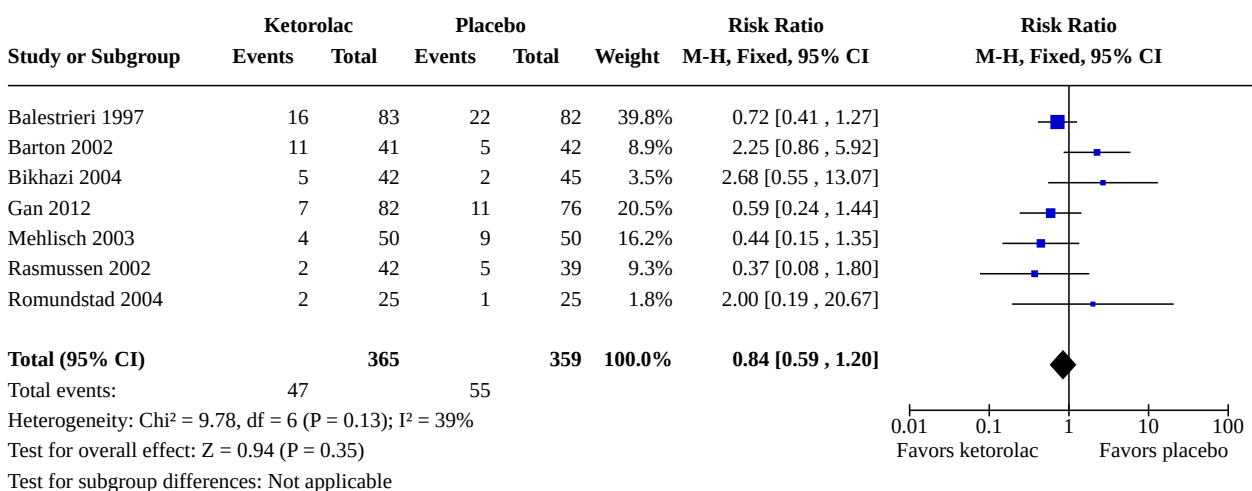 Ketorolac Placebo Risk Ratio Risk Ratio
Study or Subgroup Events Total Events Total Weight M-H, Fixed, 95% CI M-H, Fixed, 95% CI
Balestrieri 1997 16 83 22 82 39.8% 0.72 [0.41 , 1.27]
Barton 2002 11 41 5 42 8.9% 2.25 [0.86 , 5.92]
Bikhazi 2004 5 42 2 45 3.5% 2.68 [0.55 , 13.07]
Gan 2012 7 82 11 76 20.5% 0.59 [0.24 , 1.44]
Mehlisch 2003 4 50 9 50 16.2% 0.44 [0.15 , 1.35]
Rasmussen 2002 2 42 5 39 9.3% 0.37 [0.08 , 1.80]
Romundstad 2004 2 25 1 25 1.8% 2.00 [0.19 , 20.67]
Total (95% CI) 365 359 100.0% 0.84 [0.59 , 1.20]
Total events: 47 55
Heterogeneity: Chi² = 9.78, df = 6 (P = 0.13); I² = 39%
Test for overall effect: Z = 0.94 (P = 0.35)
Test for subgroup differences: Not applicable
0.01 0.1 1 10 100
Favors ketorolac Favors placebo